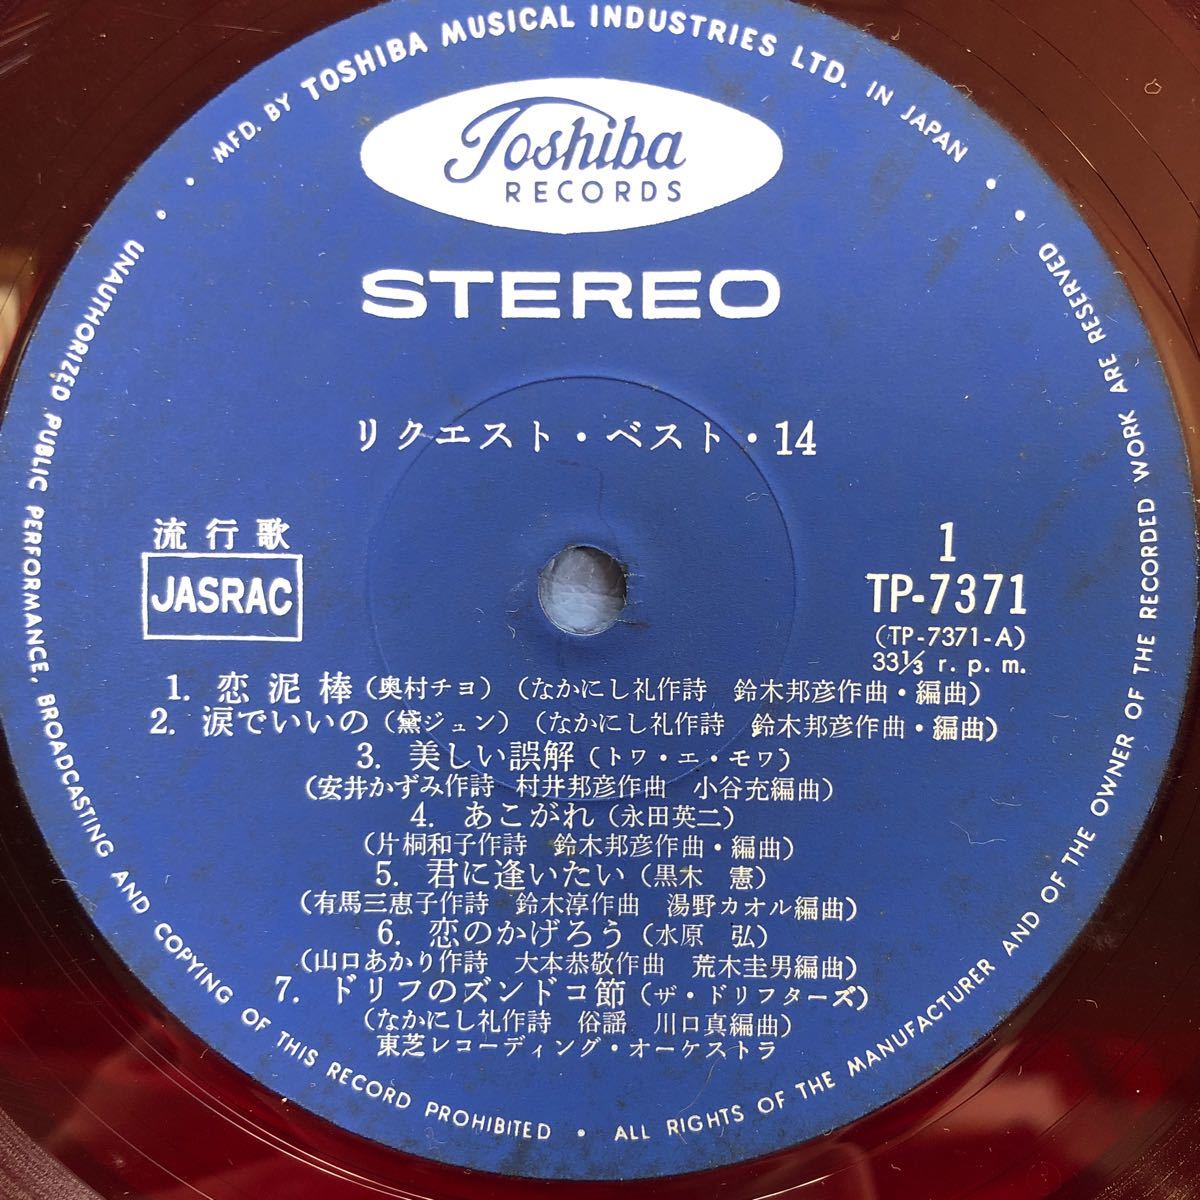 MFD. BY TOSHIBA MUSICAL INDUSTRIES LTD. IN JAPAN
Toshiba
RECORDS
STEREO
リクエスト・ベスト・14
流行歌
JASRAC
1
TP-7371
(TP-7371-A)
33⅓ r.p.m.
1. 恋泥棒(奥村チヨ)(なかにし礼作詩 鈴木邦彦作曲・編曲)
2. 涙でいいの(黛ジュン)(なかにし礼作詩 鈴木邦彦作曲・編曲)
3. 美しい誤解(トワ・エ・モワ)
(安井かずみ作詩 村井邦彦作曲 小谷充編曲)
4. あこがれ(永田英二)
(片桐和子作詩 鈴木邦彦作曲・編曲)
5. 君に逢いたい(黒木 憲)
(有馬三恵子作詩 鈴木淳作曲 湯野カオル編曲)
6. 恋のかげろう(水原 弘)
(山口あかり作詩 大本恭敬作曲 荒木圭男編曲)
7. ドリフのズンドコ節(ザ・ドリフターズ)
(なかにし礼作詩 俗謡 川口真編曲)
東芝レコーディング・オーケストラ
UNAUTHORIZED PUBLIC PERFORMANCE, BROADCASTING AND COPYING OF THIS RECORD PROHIBITED • ALL RIGHTS OF THE MANUFACTURER AND OF THE OWNER OF THE RECORDED WORK ARE RESERVED